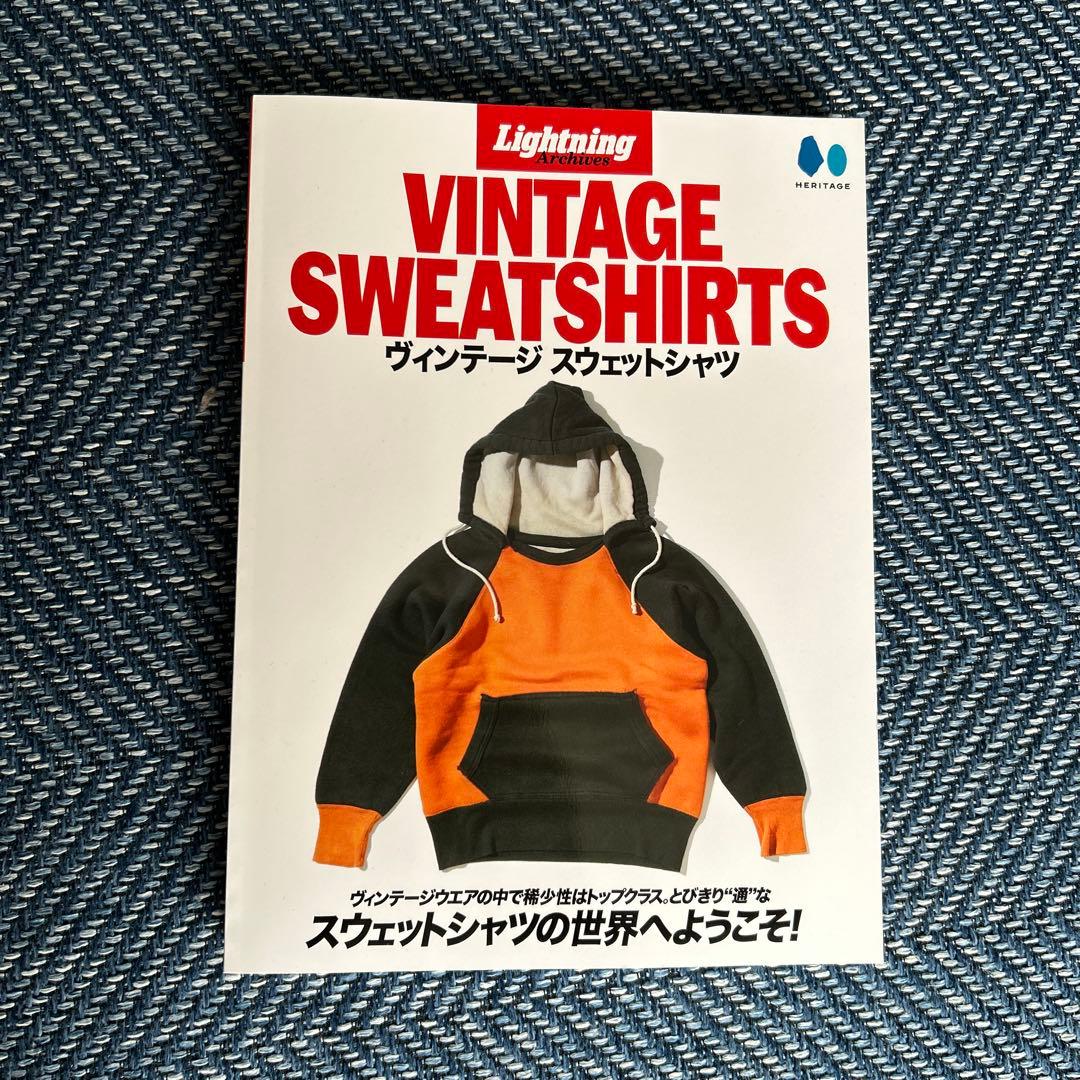 Lightning
Archives
HERITAGE
VINTAGE
SWEATSHIRTS
ヴィンテージ スウェットシャツ
ヴィンテージウエアの中で稀少性はトップクラス。とびきり“通”な
スウェットシャツの世界へようこそ!